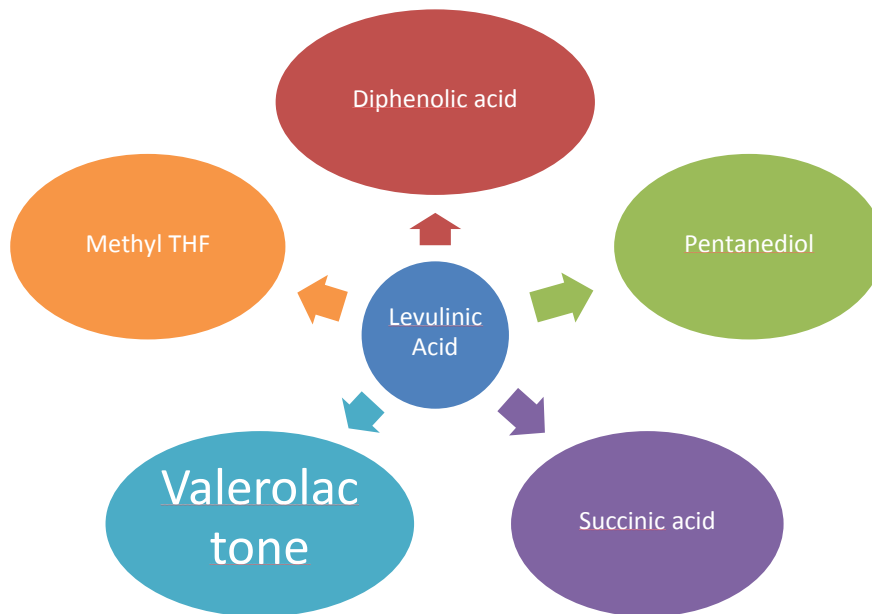 Diphenolic acid
Methyl THF
Pentanediol
Levulinic
Acid
Valerolac
tone
Succinic acid